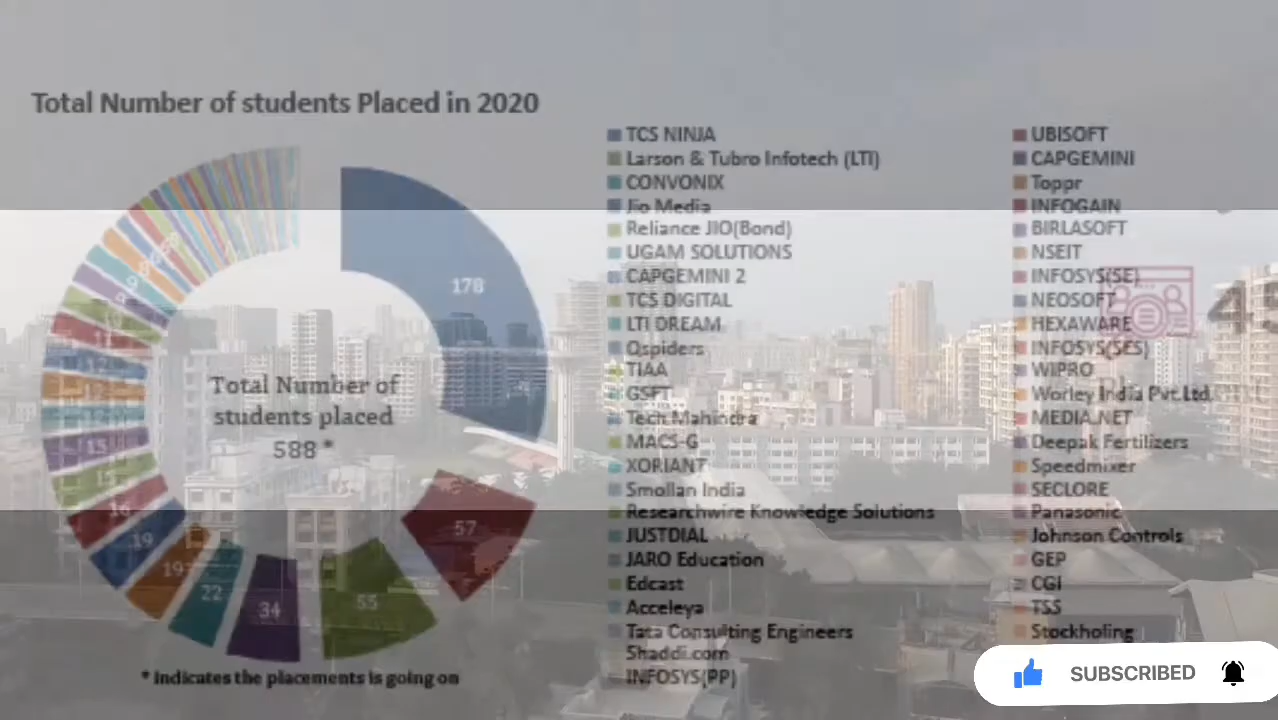 Total Number of students Placed in 2020
TCS NINJA
Larson & Tubro Infotech (LTI)
CONVONIX
Jio Media
Reliance JIO(Bond)
UGAM SOLUTIONS
CAPGEMINI 2
TCS DIGITAL
LTI DREAM
Qspiders
TIAA
GSFT
Tech Mahindra
MACS-G
XORIANT
Smollan India
Researchwire Knowledge Solutions
JUSTDIAL
JARO Education
Edcast
Acceleya
Tata Consulting Engineers
Shaddi.com
INFOSYS(PP)
UBISOFT
CAPGEMINI
Toppr
INFOGAIN
BIRLASOFT
NSEIT
INFOSYS(SE)
NEOSOFT
HEXAWARE
INFOSYS(SES)
WIPRO
Worley India Pvt.Ltd.
MEDIA.NET
Deepak Fertilizers
Speedmixer
SECLORE
Panasonic
Johnson Controls
GEP
CGI
TSS
Stockholing
178
57
55
34
22
19
19
16
15
Total Number of
students placed
588 *
* Indicates the placements is going on
SUBSCRIBED